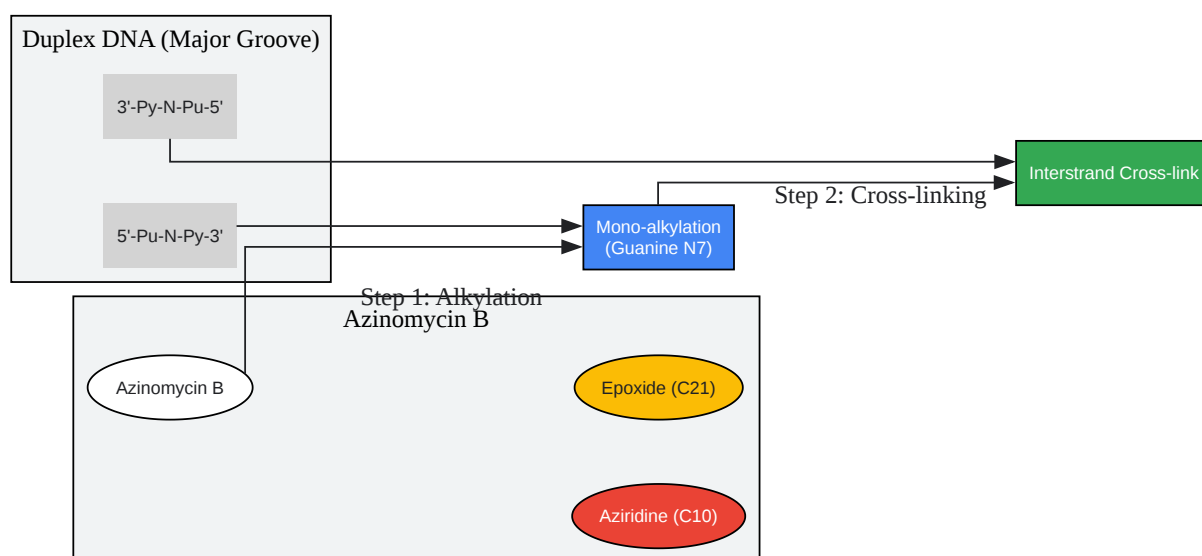 Duplex DNA (Major Groove)
3'-Py-N-Pu-5'
Interstrand Cross-link
Step 2: Cross-linking
5'-Pu-N-Py-3'
Mono-alkylation
(Guanine N7)
Step 1: Alkylation
Azinomycin B
Azinomycin B
Epoxide (C21)
Aziridine (C10)